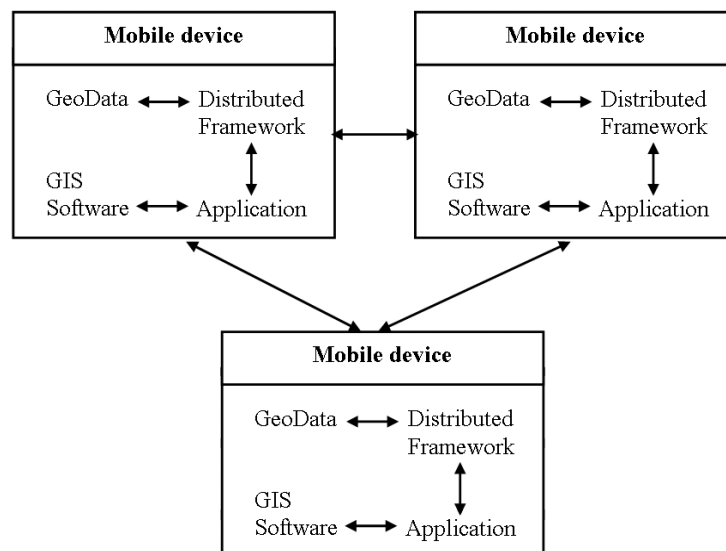 Mobile device
GeoData
Distributed
Framework
GIS
Software
Application
Mobile device
GeoData
Distributed
Framework
GIS
Software
Application
Mobile device
GeoData
Distributed
Framework
GIS
Software
Application